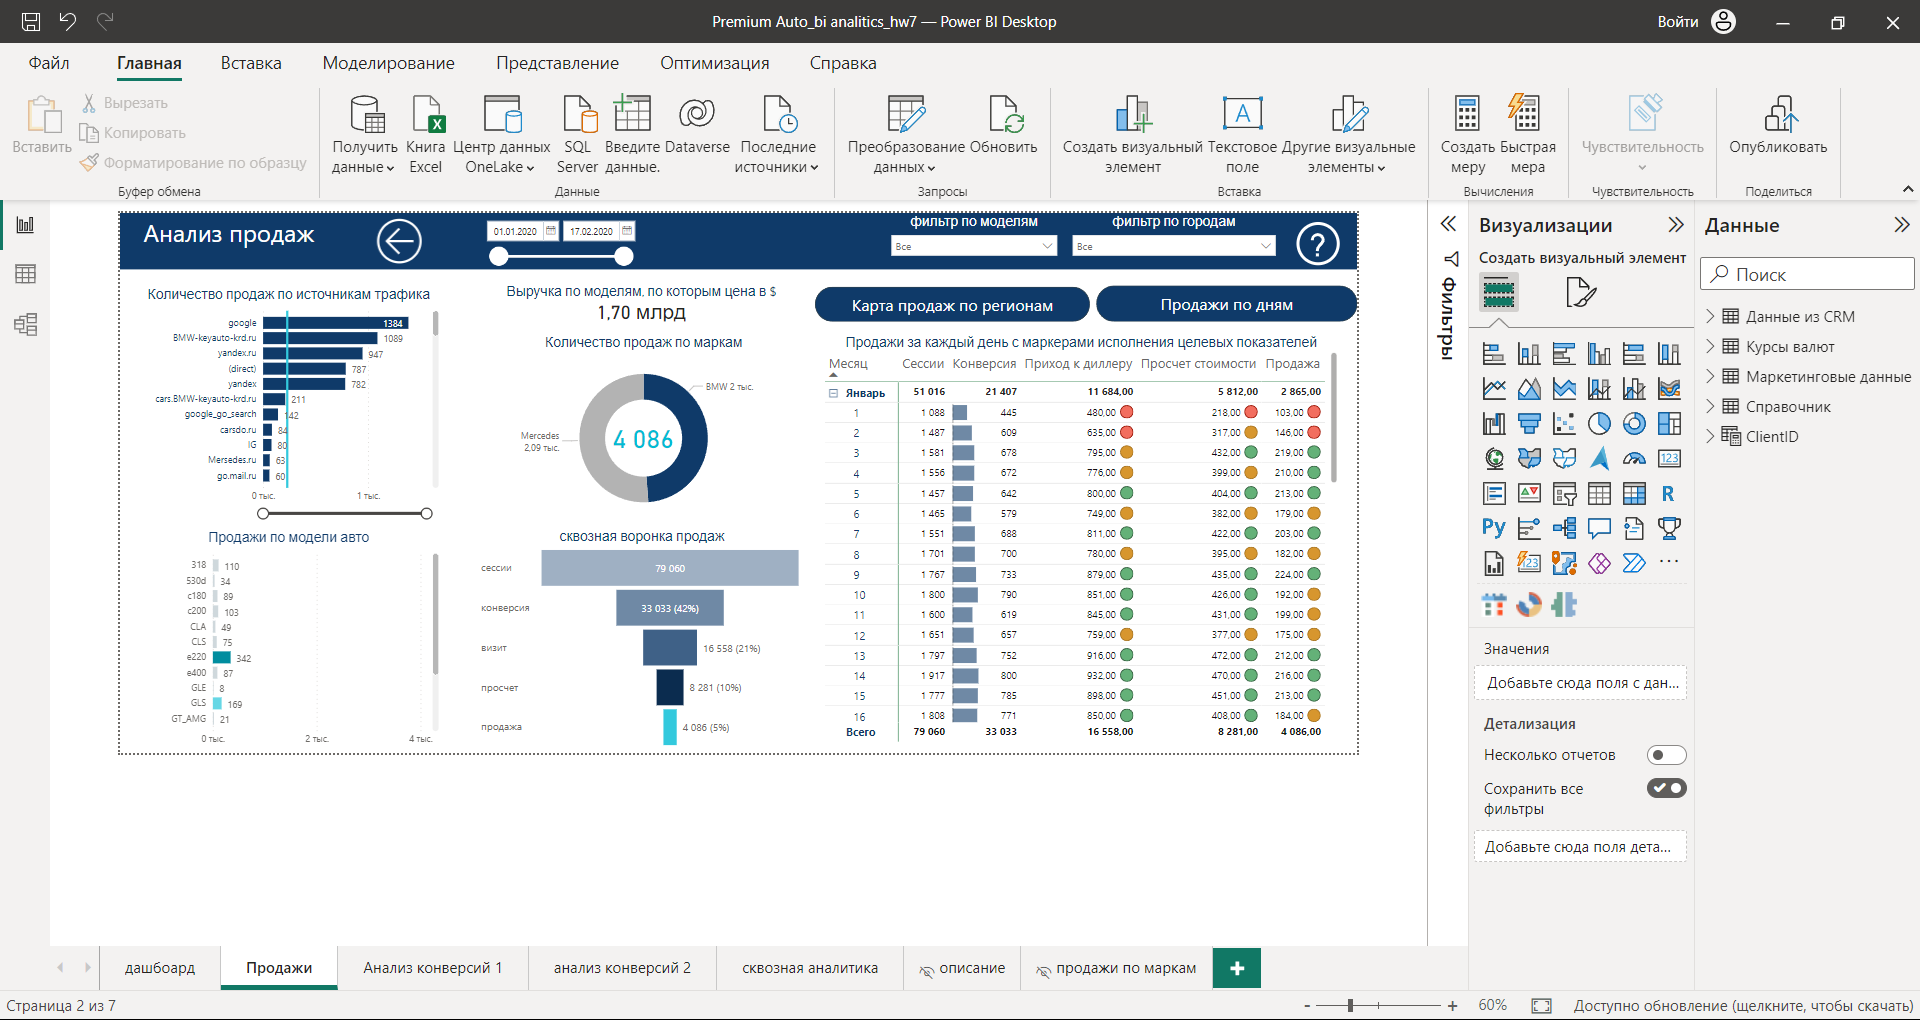 Premium Auto_bi analitics_hw7 — Power BI Desktop
Войти
Файл
Главная
Вставка
Моделирование
Представление
Оптимизация
Справка
Вставить
Вырезать
Копировать
Форматирование по образцу
Буфер обмена
Получить данные
Книга Excel
Центр данных OneLake
SQL Server
Введите данные.
Dataverse
Последние источники
Данные
Преобразование данных
Обновить
Запросы
Создать визуальный элемент
Текстовое поле
Другие визуальные элементы
Вставка
Создать меру
Быстрая мера
Вычисления
Чувствительность
Чувствительность
Опубликовать
Поделиться
Анализ продаж
01.01.2020
17.02.2020
фильтр по моделям
Все
фильтр по городам
Все
?
Количество продаж по источникам трафика
google 1384
BMW-keyauto-krd.ru 1089
yandex.ru 947
(direct) 787
yandex 782
cars.BMW-keyauto-krd.ru 211
google_go_search 142
carsdo.ru 84
IG 80
Mersedes.ru 63
go.mail.ru 60
0 тыс. 1 тыс.
Продажи по модели авто
318 110
530d 34
c180 89
c200 103
CLA 49
CLS 75
e220 342
e400 87
GLE 8
GLS 169
GT_AMG 21
0 тыс. 2 тыс. 4 тыс.
Выручка по моделям, по которым цена в $
1,70 млрд
Количество продаж по маркам
BMW 2 тыс.
Mercedes 2,09 тыс.
4 086
сквозная воронка продаж
сессии 79 060
конверсия 33 033 (42%)
визит 16 558 (21%)
просчет 8 281 (10%)
продажа 4 086 (5%)
Карта продаж по регионам
Продажи по дням
Продажи за каждый день с маркерами исполнения целевых показателей
Месяц Сессии Конверсия Приход к диллеру Просчет стоимости Продажа
Январь 51 016 21 407 11 684,00 5 812,00 2 865,00
1 1 088 445 480,00 218,00 103,00
2 1 487 609 635,00 317,00 146,00
3 1 581 678 795,00 432,00 219,00
4 1 556 672 776,00 399,00 210,00
5 1 457 642 800,00 404,00 213,00
6 1 465 579 749,00 382,00 179,00
7 1 551 688 811,00 422,00 203,00
8 1 701 700 780,00 395,00 182,00
9 1 767 733 879,00 435,00 224,00
10 1 800 790 851,00 426,00 192,00
11 1 600 619 845,00 431,00 199,00
12 1 651 657 759,00 377,00 175,00
13 1 797 752 916,00 472,00 212,00
14 1 917 800 932,00 470,00 216,00
15 1 777 785 898,00 451,00 213,00
16 1 808 771 850,00 408,00 184,00
Всего 79 060 33 033 16 558,00 8 281,00 4 086,00
Фильтры
Визуализации
Создать визуальный элемент
123
R
Py
123
Значения
Добавьте сюда поля с дан...
Детализация
Несколько отчетов
Сохранить все фильтры
Добавьте сюда поля дета...
Данные
Поиск
Данные из CRM
Курсы валют
Маркетинговые данные
Справочник
ClientID
дашбоард
Продажи
Анализ конверсий 1
анализ конверсий 2
сквозная аналитика
описание
продажи по маркам
+
Страница 2 из 7
- + 60%
Доступно обновление (щелкните, чтобы скачать)